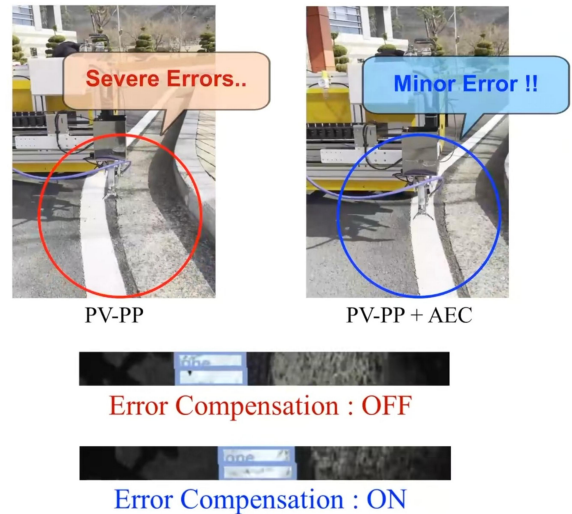 Severe Errors..
Minor Error !!
PV-PP
PV-PP + AEC
Error Compensation : OFF
Error Compensation : ON